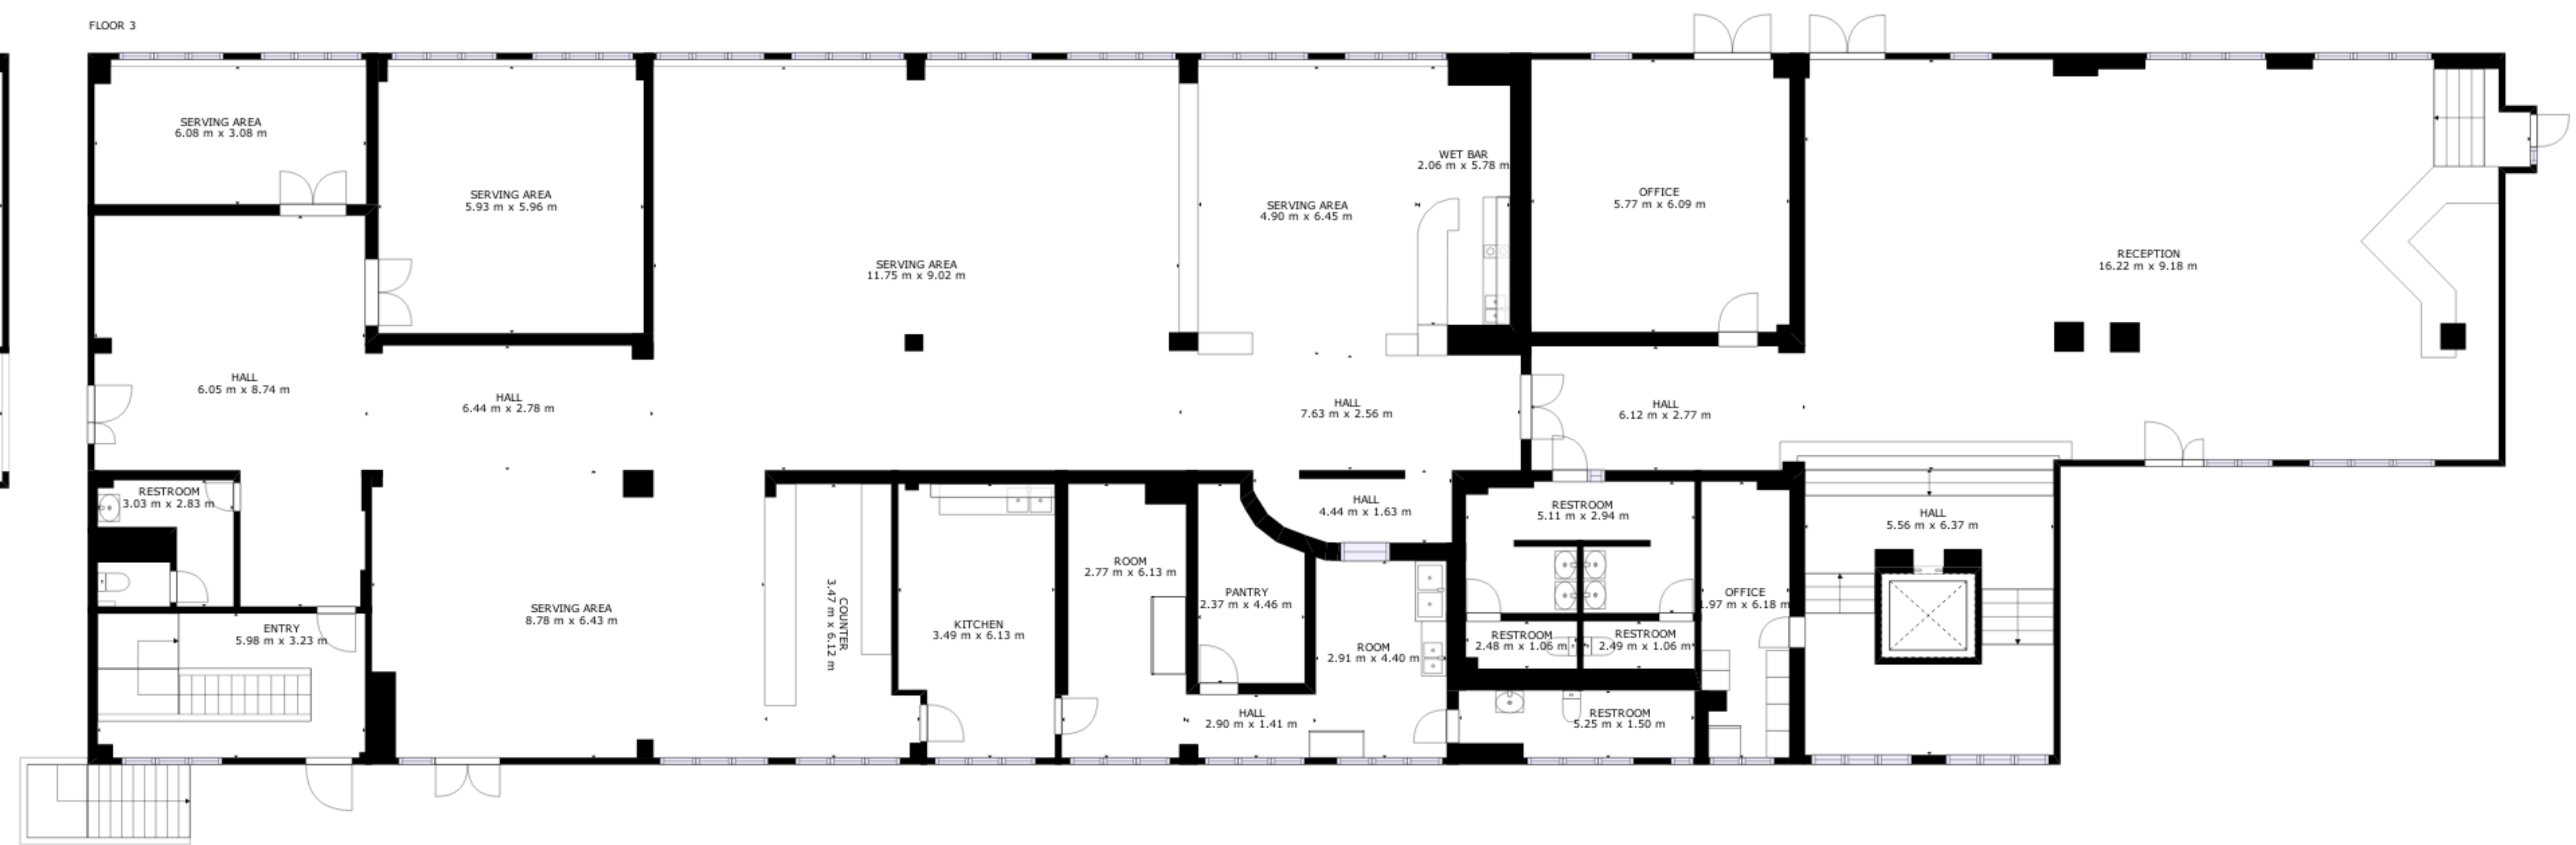 FLOOR 3
SERVING AREA
6.08 m x 3.08 m
SERVING AREA
5.93 m x 5.96 m
SERVING AREA
11.75 m x 9.02 m
SERVING AREA
4.90 m x 6.45 m
WET BAR
2.06 m x 5.78 m
OFFICE
5.77 m x 6.09 m
RECEPTION
16.22 m x 9.18 m
HALL
6.05 m x 8.74 m
HALL
6.44 m x 2.78 m
HALL
7.63 m x 2.56 m
HALL
6.12 m x 2.77 m
RESTROOM
3.03 m x 2.83 m
ENTRY
5.98 m x 3.23 m
SERVING AREA
8.78 m x 6.43 m
COUNTER
3.47 m x 6.12 m
KITCHEN
3.49 m x 6.13 m
ROOM
2.77 m x 6.13 m
PANTRY
2.37 m x 4.46 m
HALL
4.44 m x 1.63 m
ROOM
2.91 m x 4.40 m
HALL
2.90 m x 1.41 m
RESTROOM
5.11 m x 2.94 m
RESTROOM
2.48 m x 1.06 m
RESTROOM
2.49 m x 1.06 m
RESTROOM
5.25 m x 1.50 m
OFFICE
1.97 m x 6.18 m
HALL
5.56 m x 6.37 m